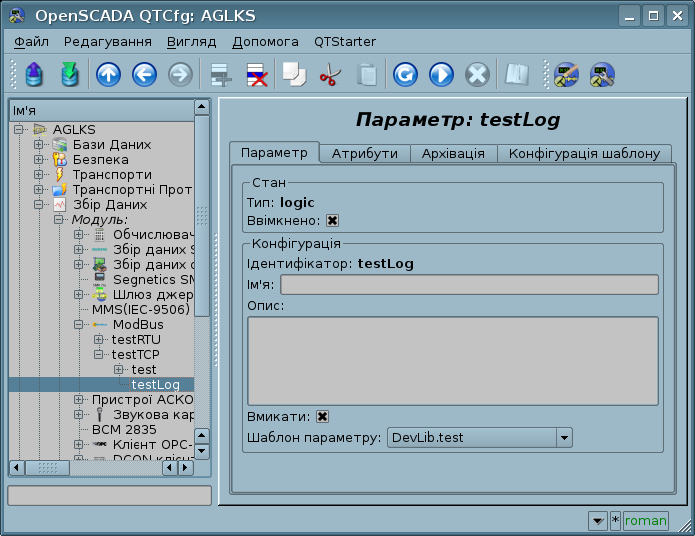 OpenSCADA QTCfg: AGLKS
Файл Редагування Вигляд Допомога QTStarter
Ім'я
AGLKS
Бази Даних
Безпека
Транспорти
Транспортні Прот
Збір Даних
Модуль:
Обчислювач
Збір даних S
Збір даних с
Segnetics SM
Шлюз джер
MMS(IEC-9506)
ModBus
testRTU
testTCP
test
testLog
Пристрої АСКО
Звукова кар
BCM 2835
Клієнт OPC-
DCON клієнт
Параметр: testLog
Параметр Атрибути Архівація Конфігурація шаблону
Стан
Тип: logic
Ввімкнено:
Конфігурація
Ідентифікатор: testLog
Ім'я:
Опис:
Вмикати:
Шаблон параметру: DevLib.test
* roman